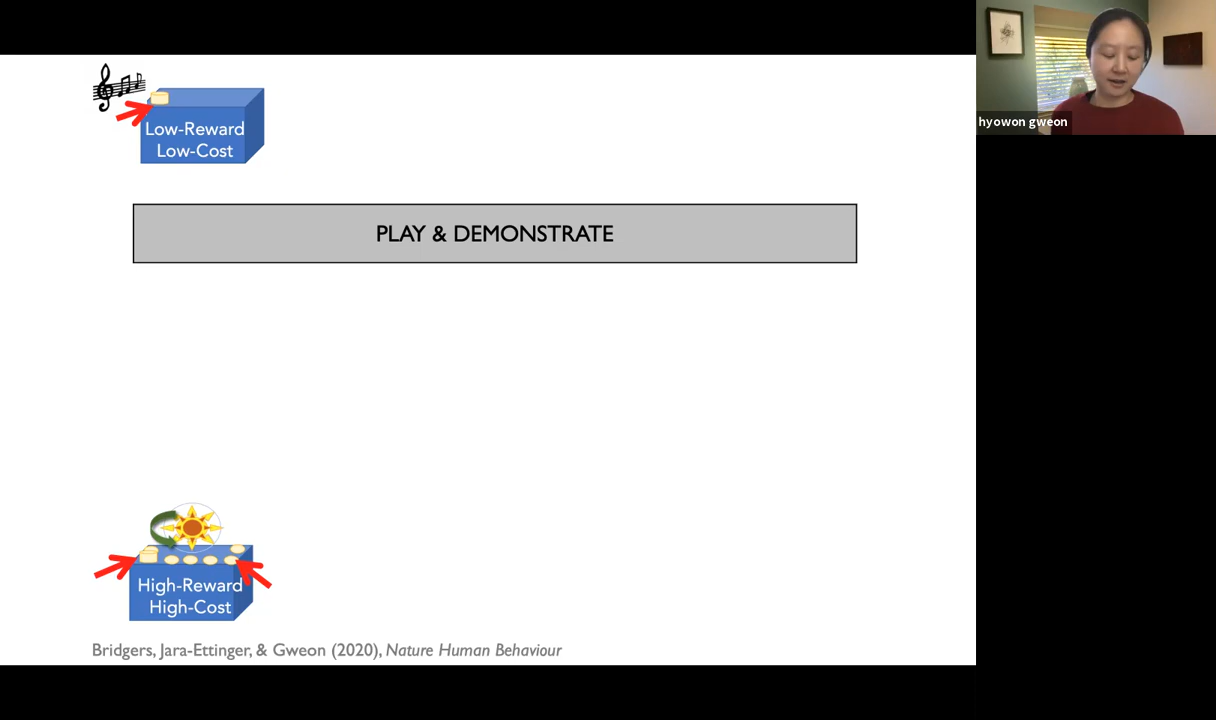 Low-Reward
Low-Cost
hyowon gweon
PLAY & DEMONSTRATE
High-Reward
High-Cost
Bridgers, Jara-Ettinger, & Gweon (2020), Nature Human Behaviour